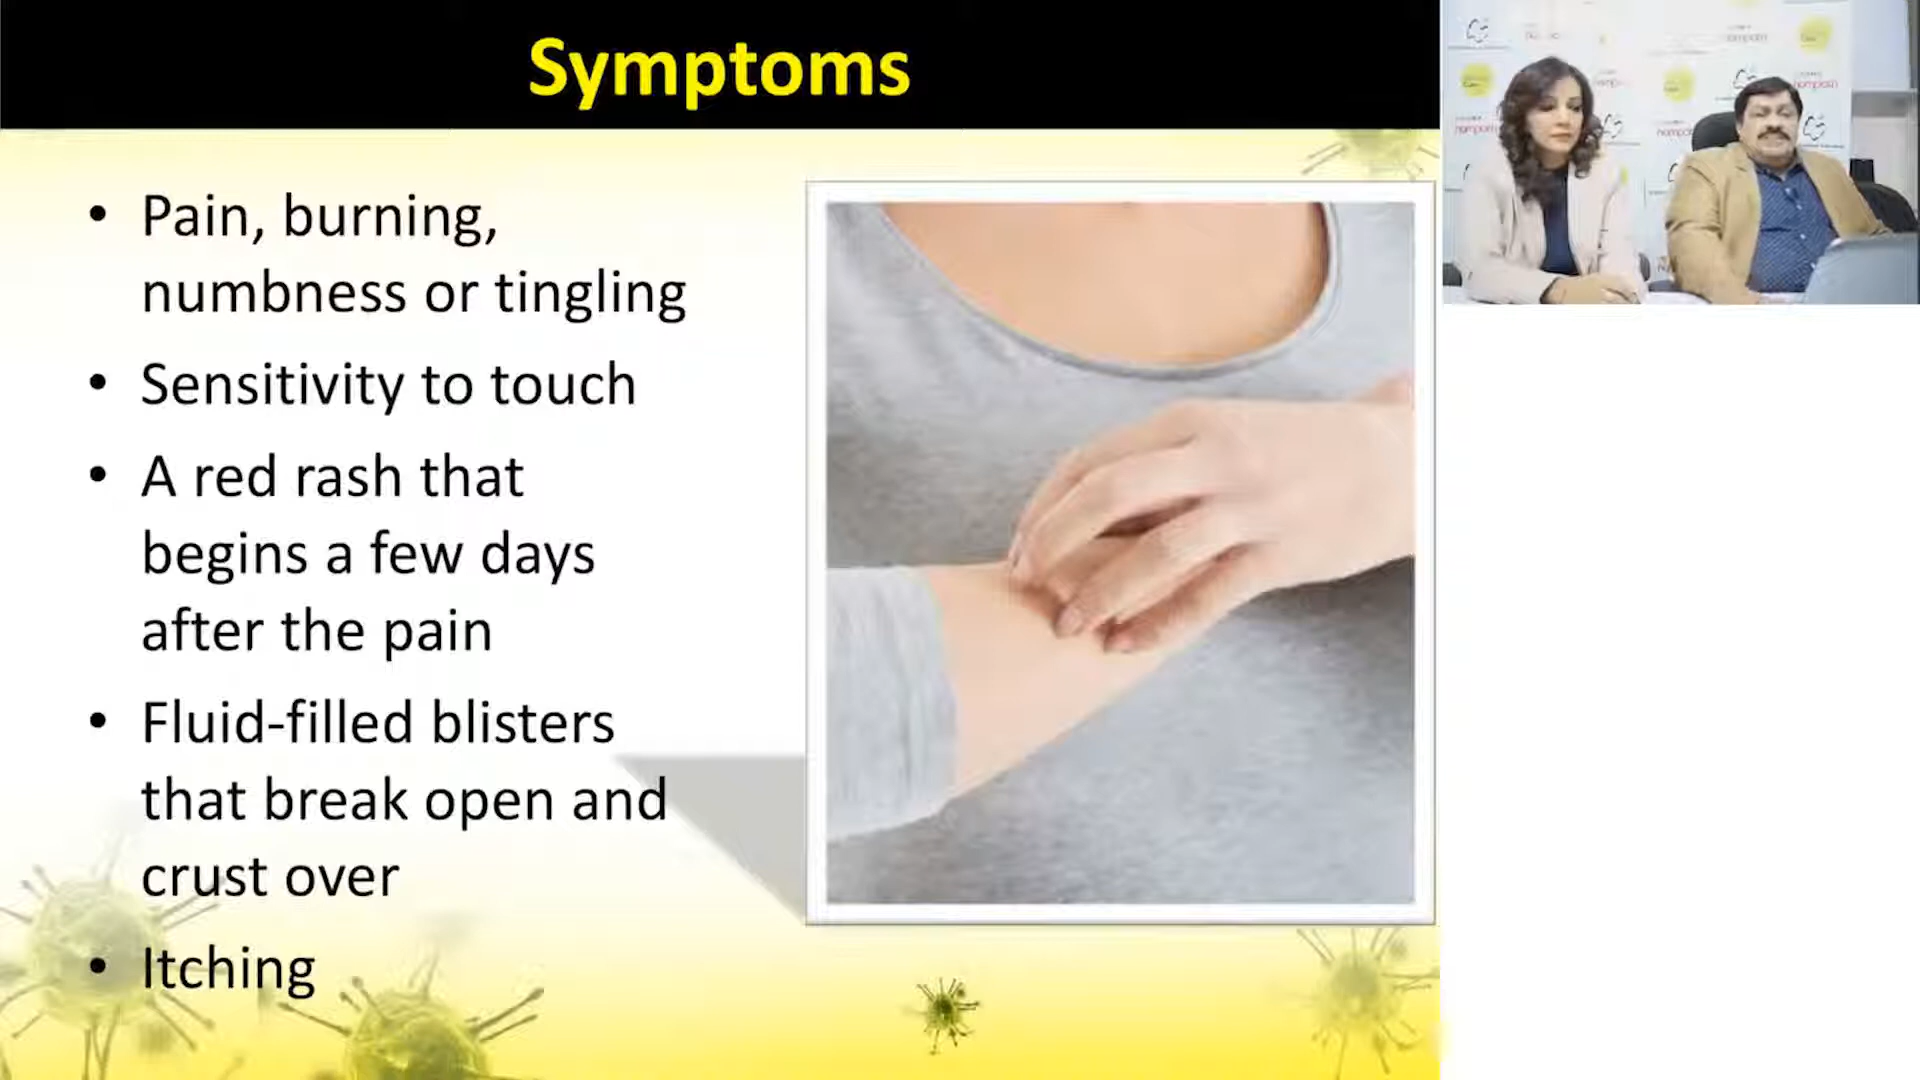 Symptoms
• Pain, burning,
numbness or tingling
• Sensitivity to touch
• A red rash that
begins a few days
after the pain
• Fluid-filled blisters
that break open and
crust over
• Itching